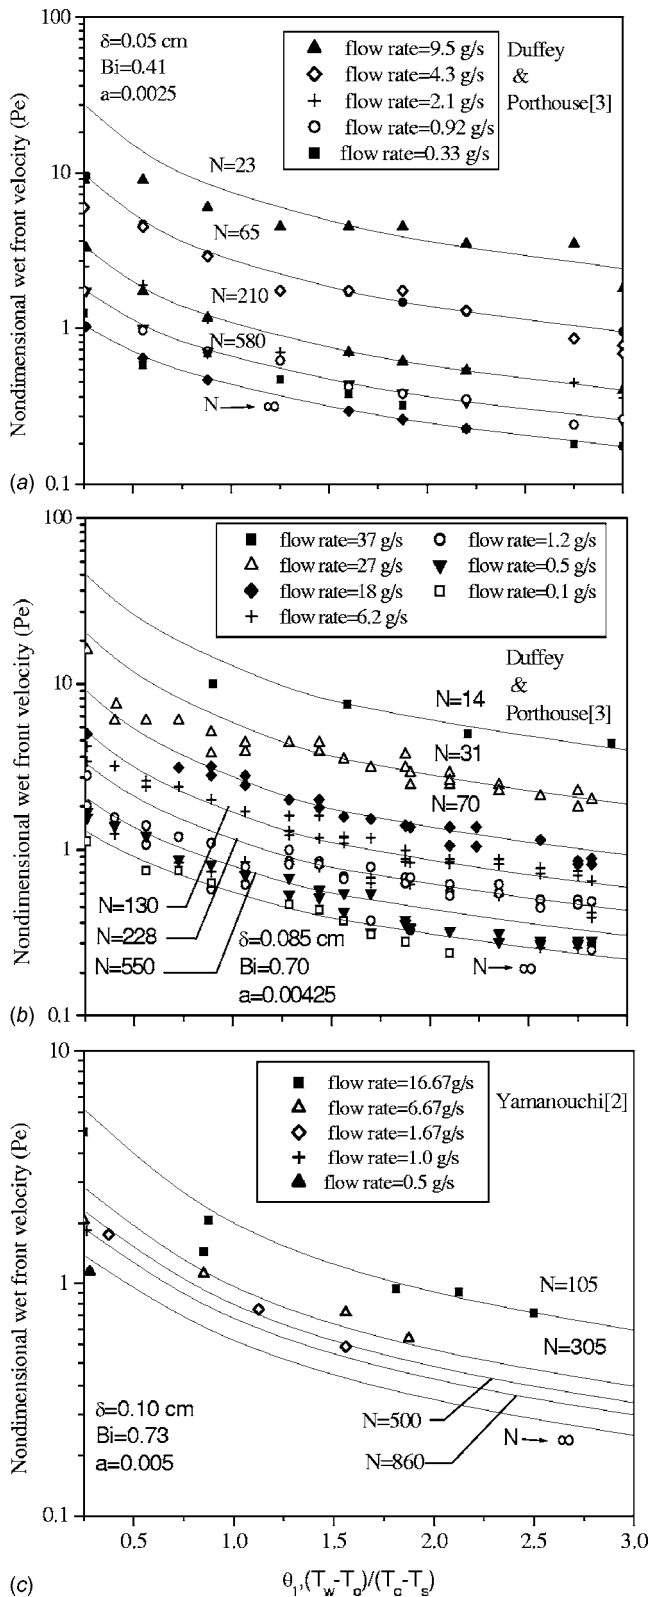 10
δ=0.05 cm
Bi=0.41
a=0.0025
flow rate=9.5 g/s
flow rate=4.3 g/s
flow rate=2.1 g/s
flow rate=0.92 g/s
flow rate=0.33 g/s
Duffey
&
Porthouse[3]
10
1
0.1
Nondimensional wet front velocity (Pe)
N=23
N=65
N=210
N=580
N → ∞
(a)
100
flow rate=37 g/s
flow rate=27 g/s
flow rate=18 g/s
flow rate=6.2 g/s
flow rate=1.2 g/s
flow rate=0.5 g/s
flow rate=0.1 g/s
Duffey
&
Porthouse[3]
10
1
0.1
Nondimensional wet front velocity (Pe)
N=14
N=31
N=70
N=130
N=228
N=550
δ=0.085 cm
Bi=0.70
a=0.00425
N → ∞
(b)
10
flow rate=16.67g/s
flow rate=6.67g/s
flow rate=1.67g/s
flow rate=1.0 g/s
flow rate=0.5 g/s
Yamanouchi[2]
1
0.1
Nondimensional wet front velocity (Pe)
N=105
N=305
N=500
N=860
N → ∞
δ=0.10 cm
Bi=0.73
a=0.005
0.5 1.0 1.5 2.0 2.5 3.0
(c)
θ₁,(T_w-T_o)/(T_c-T_s)